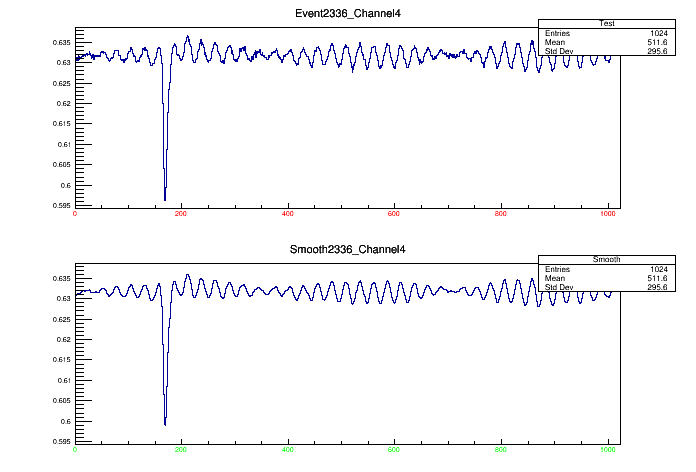 Event2336_Channel4
Test
Entries 1024
Mean 511.6
Std Dev 295.6
0.635
0.63
0.625
0.62
0.615
0.61
0.605
0.6
0.595
0 200 400 600 800 1000
Smooth2336_Channel4
Smooth
Entries 1024
Mean 511.6
Std Dev 295.6
0.635
0.63
0.625
0.62
0.615
0.61
0.605
0.6
0.595
0 200 400 600 800 1000